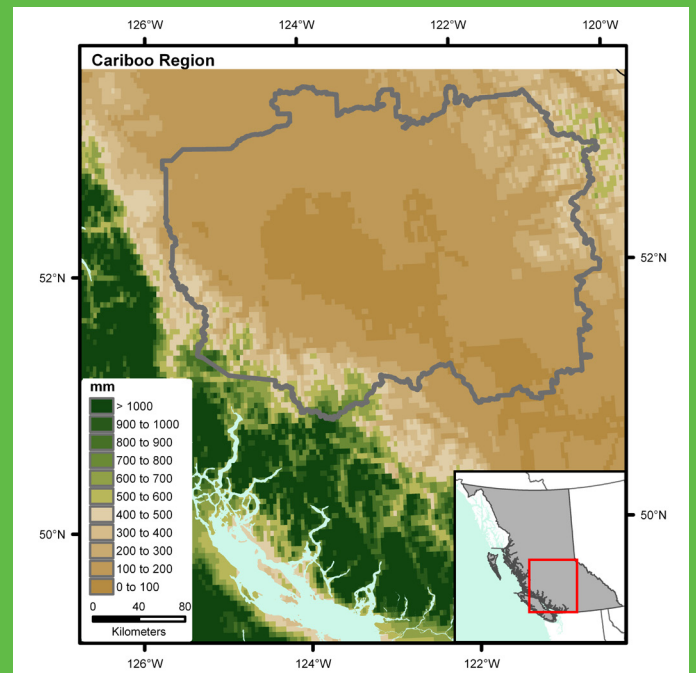 126°W 124°W 122°W 120°W
Cariboo Region
52°N
52°N
mm
> 1000
900 to 1000
800 to 900
700 to 800
600 to 700
500 to 600
400 to 500
300 to 400
200 to 300
100 to 200
0 to 100
0 40 80
Kilometers
50°N
50°N
126°W 124°W 122°W